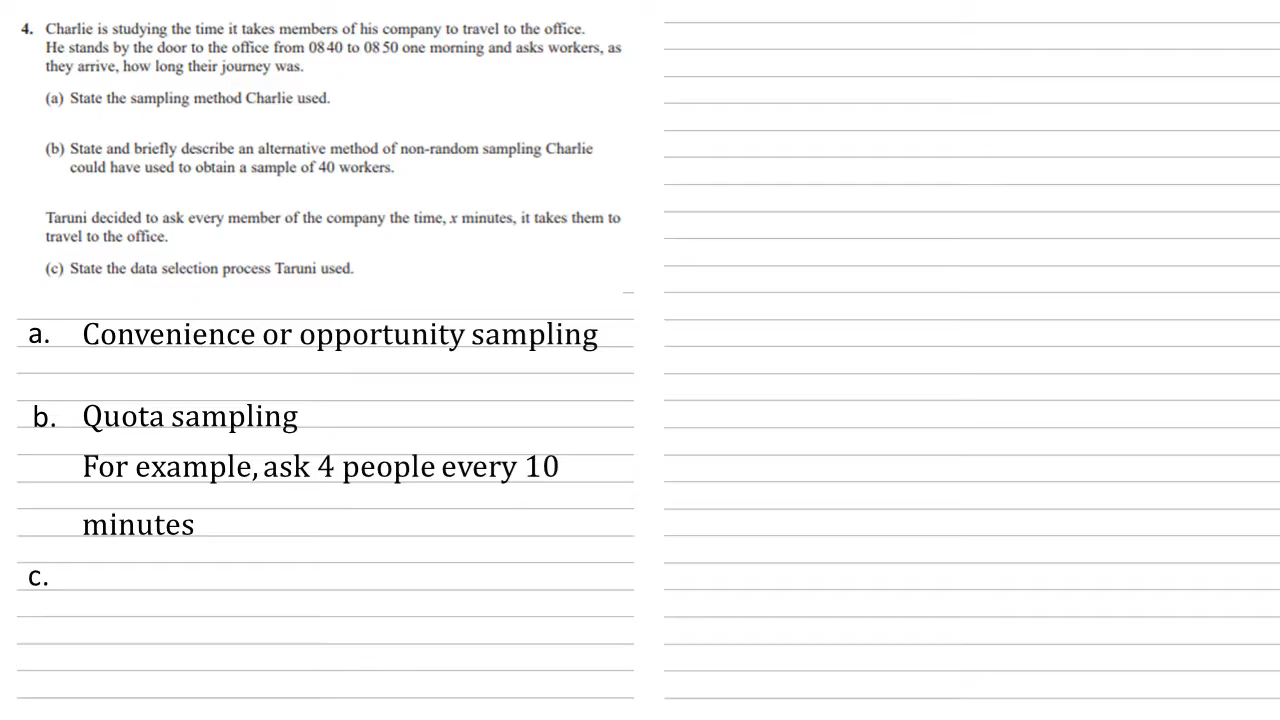 4. Charlie is studying the time it takes members of his company to travel to the office.
He stands by the door to the office from 08 40 to 08 50 one morning and asks workers, as
they arrive, how long their journey was.
(a) State the sampling method Charlie used.
(b) State and briefly describe an alternative method of non-random sampling Charlie
could have used to obtain a sample of 40 workers.
Taruni decided to ask every member of the company the time, x minutes, it takes them to
travel to the office.
(c) State the data selection process Taruni used.
a. Convenience or opportunity sampling
b. Quota sampling
For example, ask 4 people every 10
minutes
c.